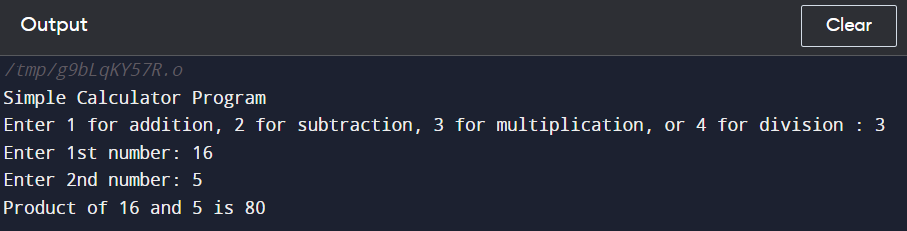 Output
Clear
/tmp/g9bLqKY57R.o
Simple Calculator Program
Enter 1 for addition, 2 for subtraction, 3 for multiplication, or 4 for division : 3
Enter 1st number: 16
Enter 2nd number: 5
Product of 16 and 5 is 80